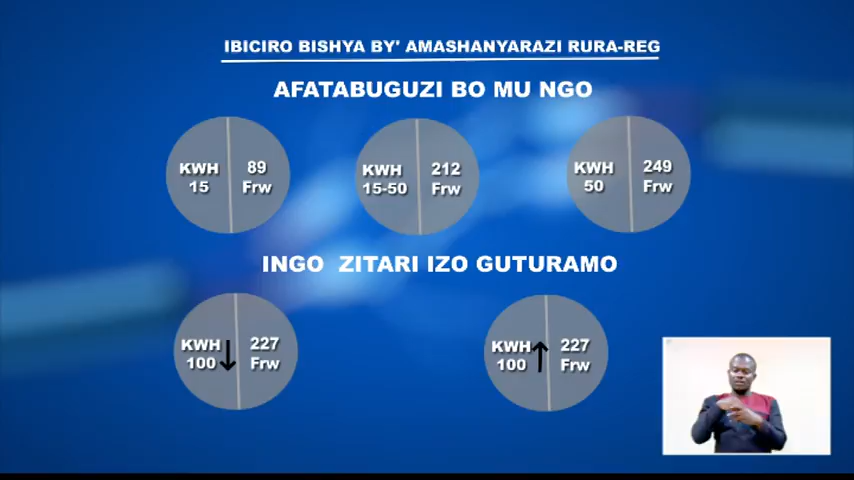 IBICIRO BISHYA BY' AMASHANYARAZI RURA-REG
AFATABUGUZI BO MU NGO
KWH
15
89
Frw
KWH
15-50
212
Frw
KWH
50
249
Frw
INGO ZITARI IZO GUTURAMO
KWH
100
227
Frw
KWH
100
227
Frw